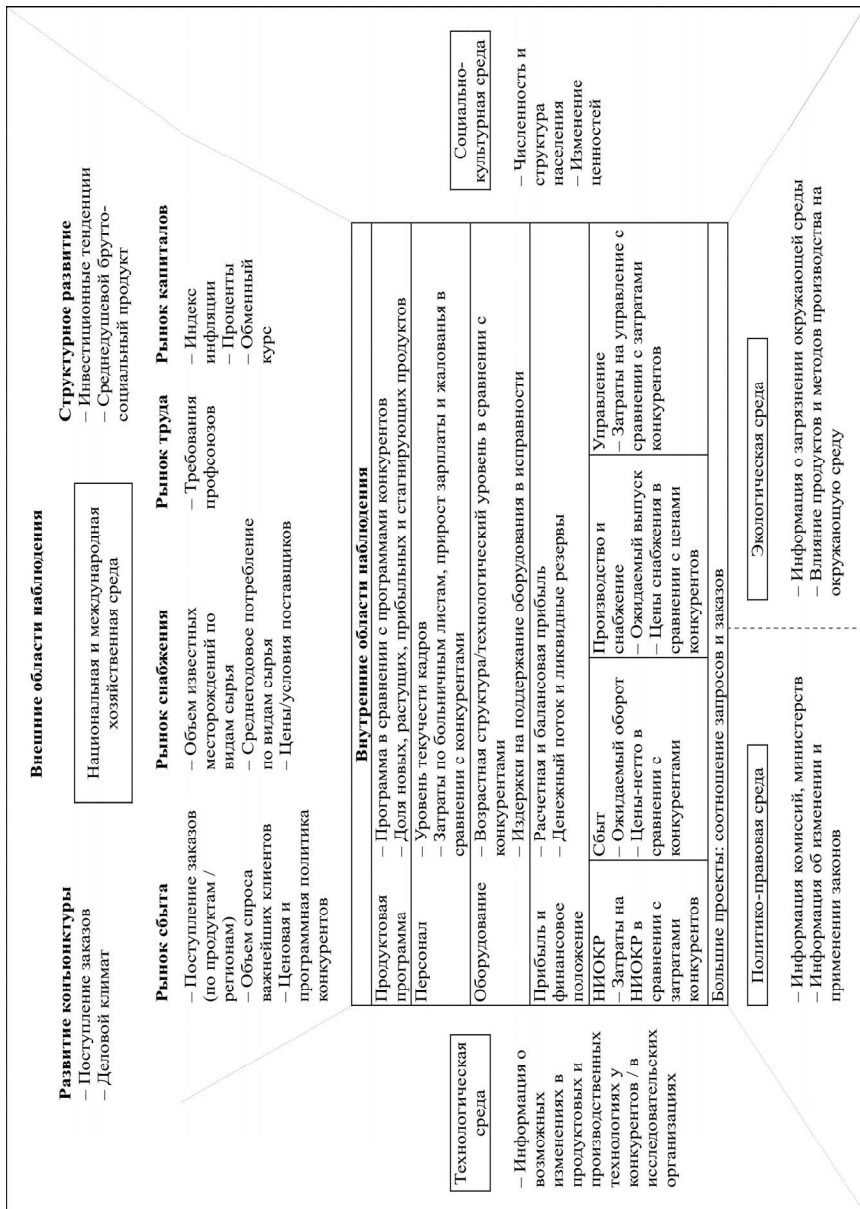 Внешние области наблюдения
Развитие конъюнктуры
– Поступление заказов
– Деловой климат
Национальная и международная
хозяйственная среда
Структурное развитие
– Инвестиционные тенденции
– Среднедушевой брутто-
социальный продукт
Рынок сбыта
– Поступление заказов
(по продуктам /
регионам)
– Объем спроса
важнейших клиентов
– Ценовая и
программная политика
конкурентов
Рынок снабжения
– Объем известных
месторождений по
видам сырья
– Среднегодовое потребление
по видам сырья
– Цены/условия поставщиков
Рынок труда
– Требования
профсоюзов
Рынок капиталов
– Индекс
инфляции
– Проценты
– Обменный
курс
Технологическая
среда
– Информация о
возможных
изменениях в
продуктовых и
производственных
технологиях у
конкурентов / в
исследовательских
организациях
Внутренние области наблюдения
Продуктовая
программа
– Программа в сравнении с программами конкурентов
– Доля новых, растущих, прибыльных и стагнирующих продуктов
Персонал
– Уровень текучести кадров
– Затраты по больничным листам, прирост зарплаты и жалованья в
сравнении с конкурентами
Оборудование
– Возрастная структура/технологический уровень в сравнении с
конкурентами
– Издержки на поддержание оборудования в исправности
Прибыль и
финансовое
положение
– Расчетная и балансовая прибыль
– Денежный поток и ликвидные резервы
НИОКР
– Затраты на
НИОКР в
сравнении с
затратами
конкурентов
Сбыт
– Ожидаемый оборот
– Цены-нетто в
сравнении с
конкурентами
Производство и
снабжение
– Ожидаемый выпуск
– Цены снабжения в
сравнении с ценами
конкурентов
Управление
– Затраты на управление с
сравнении с затратами
конкурентов
Большие проекты: соотношение запросов и заказов
Социально-
культурная среда
– Численность и
структура
населения
– Изменение
ценностей
Политико-правовая среда
– Информация комиссий, министерств
– Информация об изменении и
применении законов
Экологическая среда
– Информация о загрязнении окружающей среды
– Влияние продуктов и методов производства на
окружающую среду